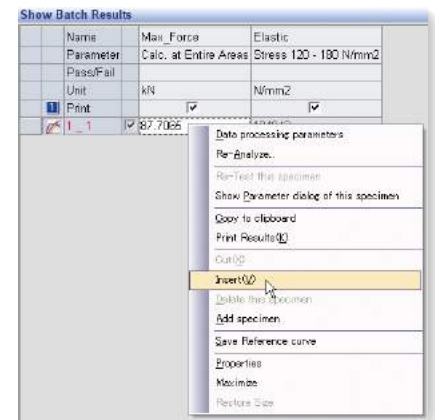 Show Batch Results
Name Max_Force Elastic
Parameter Calc. at Entire Areas Stress 120 - 180 N/mm2
Pass/Fail
Unit kN N/mm2
Print
1 _ 1 87.7065
Data processing parameters
Re-Analyze..
Re-Test this specimen
Show Parameter dialog of this specimen
Copy to clipboard
Print Results(K)
Cut(X)
Insert(V)
Delete this specimen
Add specimen
Save Reference curve
Properties
Maximize
Restore Size